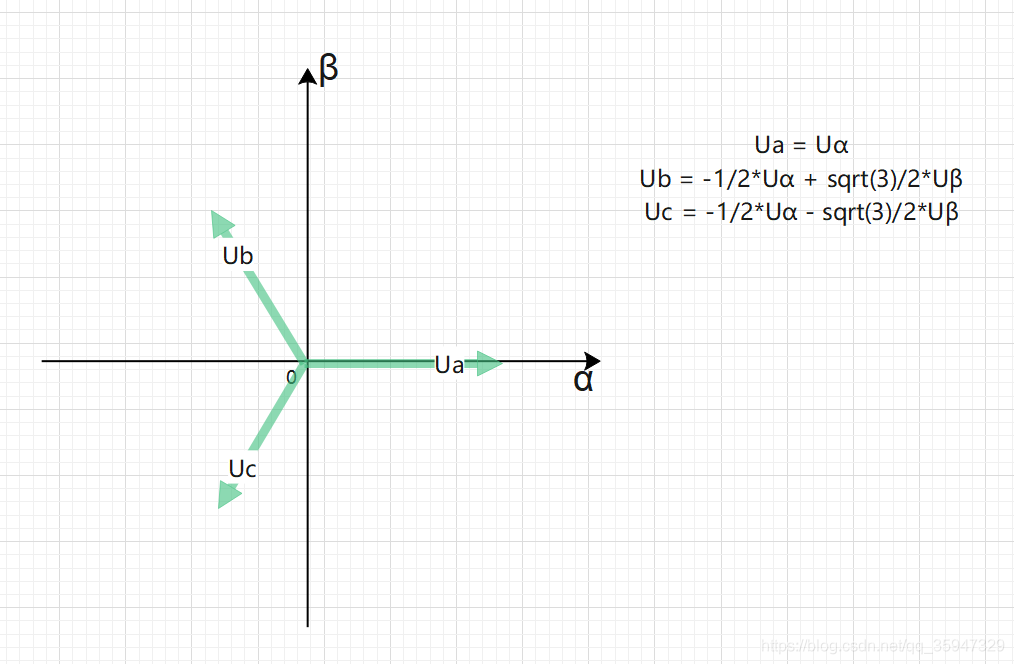 β
Ua = Uα
Ub = -1/2*Uα + sqrt(3)/2*Uβ
Uc = -1/2*Uα - sqrt(3)/2*Uβ
Ub
Ua
0
α
Uc
https://blog.csdn.net/qq_35947329